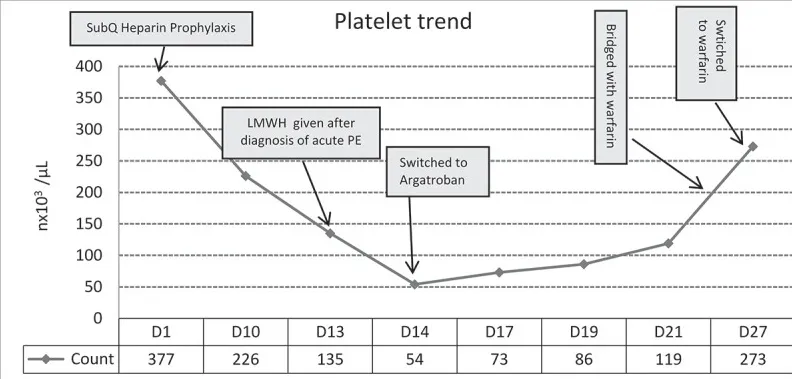 Platelet trend
SubQ Heparin Prophylaxis
LMWH given after
diagnosis of acute PE
Switched to
Argatroban
Bridged with warfarin
Swtiched
to warfarin
nx10³ /µL
400
350
300
250
200
150
100
50
0
D1 D10 D13 D14 D17 D19 D21 D27
Count 377 226 135 54 73 86 119 273